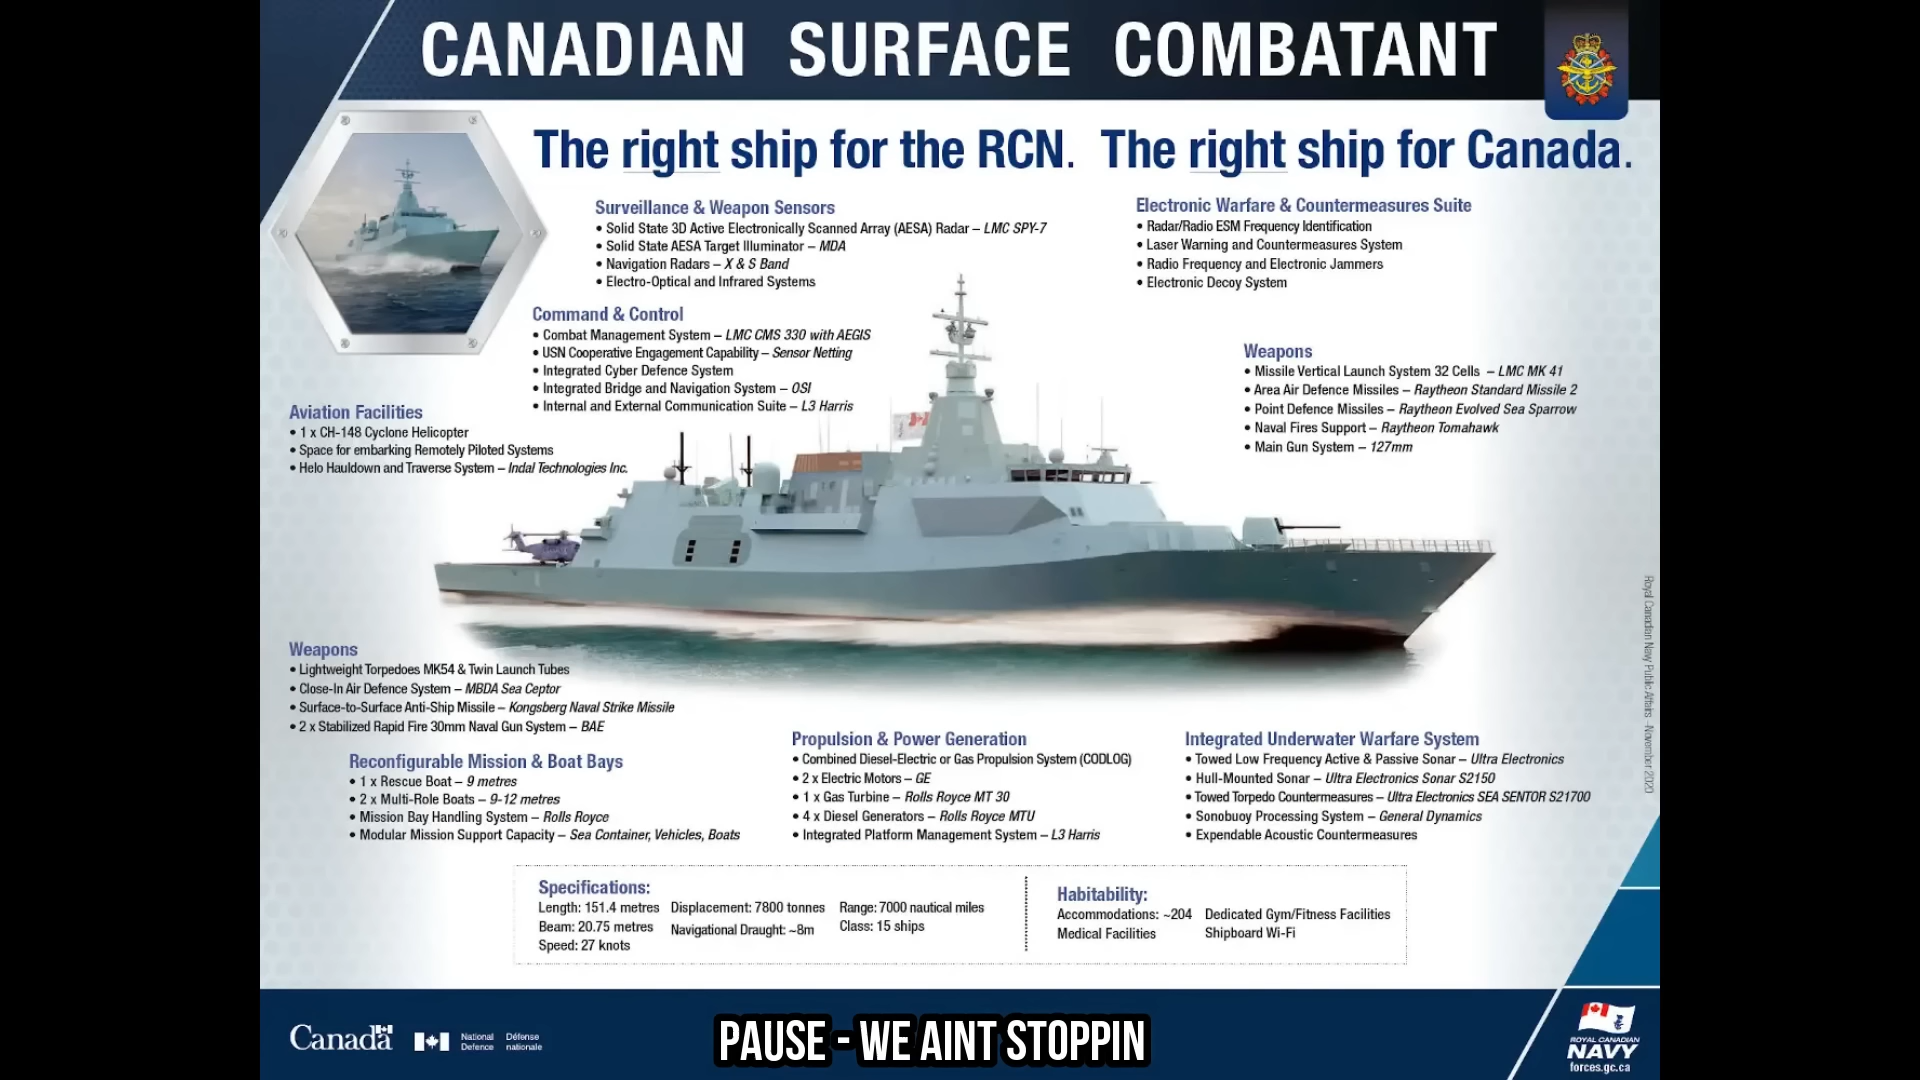 CANADIAN SURFACE COMBATANT
The right ship for the RCN. The right ship for Canada.
Surveillance & Weapon Sensors
• Solid State 3D Active Electronically Scanned Array (AESA) Radar – LMC SPY-7
• Solid State AESA Target Illuminator – MDA
• Navigation Radars – X & S Band
• Electro-Optical and Infrared Systems
Electronic Warfare & Countermeasures Suite
• Radar/Radio ESM Frequency Identification
• Laser Warning and Countermeasures System
• Radio Frequency and Electronic Jammers
• Electronic Decoy System
Command & Control
• Combat Management System – LMC CMS 330 with AEGIS
• USN Cooperative Engagement Capability – Sensor Netting
• Integrated Cyber Defence System
• Integrated Bridge and Navigation System – OSI
• Internal and External Communication Suite – L3 Harris
Weapons
• Missile Vertical Launch System 32 Cells – LMC MK 41
• Area Air Defence Missiles – Raytheon Standard Missile 2
• Point Defence Missiles – Raytheon Evolved Sea Sparrow
• Naval Fires Support – Raytheon Tomahawk
• Main Gun System – 127mm
Aviation Facilities
• 1 x CH-148 Cyclone Helicopter
• Space for embarking Remotely Piloted Systems
• Helo Hauldown and Traverse System – Indal Technologies Inc.
Weapons
• Lightweight Torpedoes MK54 & Twin Launch Tubes
• Close-In Air Defence System – MBDA Sea Ceptor
• Surface-to-Surface Anti-Ship Missile – Kongsberg Naval Strike Missile
• 2 x Stabilized Rapid Fire 30mm Naval Gun System – BAE
Reconfigurable Mission & Boat Bays
• 1 x Rescue Boat – 9 metres
• 2 x Multi-Role Boats – 9-12 metres
• Mission Bay Handling System – Rolls Royce
• Modular Mission Support Capacity – Sea Container, Vehicles, Boats
Propulsion & Power Generation
• Combined Diesel-Electric or Gas Propulsion System (CODLOG)
• 2 x Electric Motors – GE
• 1 x Gas Turbine – Rolls Royce MT 30
• 4 x Diesel Generators – Rolls Royce MTU
• Integrated Platform Management System – L3 Harris
Integrated Underwater Warfare System
• Towed Low Frequency Active & Passive Sonar – Ultra Electronics
• Hull-Mounted Sonar – Ultra Electronics Sonar S2150
• Towed Torpedo Countermeasures – Ultra Electronics SEA SENTOR S21700
• Sonobuoy Processing System – General Dynamics
• Expendable Acoustic Countermeasures
Royal Canadian Navy Public Affairs - November 2020
Specifications:
Length: 151.4 metres
Beam: 20.75 metres
Speed: 27 knots
Displacement: 7800 tonnes
Navigational Draught: ~8m
Range: 7000 nautical miles
Class: 15 ships
Habitability:
Accommodations: ~204
Medical Facilities
Dedicated Gym/Fitness Facilities
Shipboard Wi-Fi
Canada
National
Defence
Défense
nationale
PAUSE - WE AINT STOPPIN
ROYAL CANADIAN
NAVY
forces.gc.ca